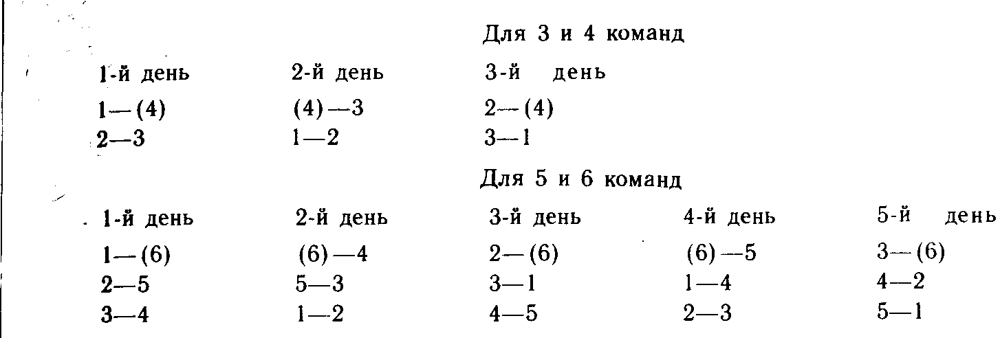 Для 3 и 4 команд
1-й день 2-й день 3-й день
1—(4) (4)—3 2—(4)
2—3 1—2 3—1
Для 5 и 6 команд
1-й день 2-й день 3-й день 4-й день 5-й день
1—(6) (6)—4 2—(6) (6)—5 3—(6)
2—5 5—3 3—1 1—4 4—2
3—4 1—2 4—5 2—3 5—1